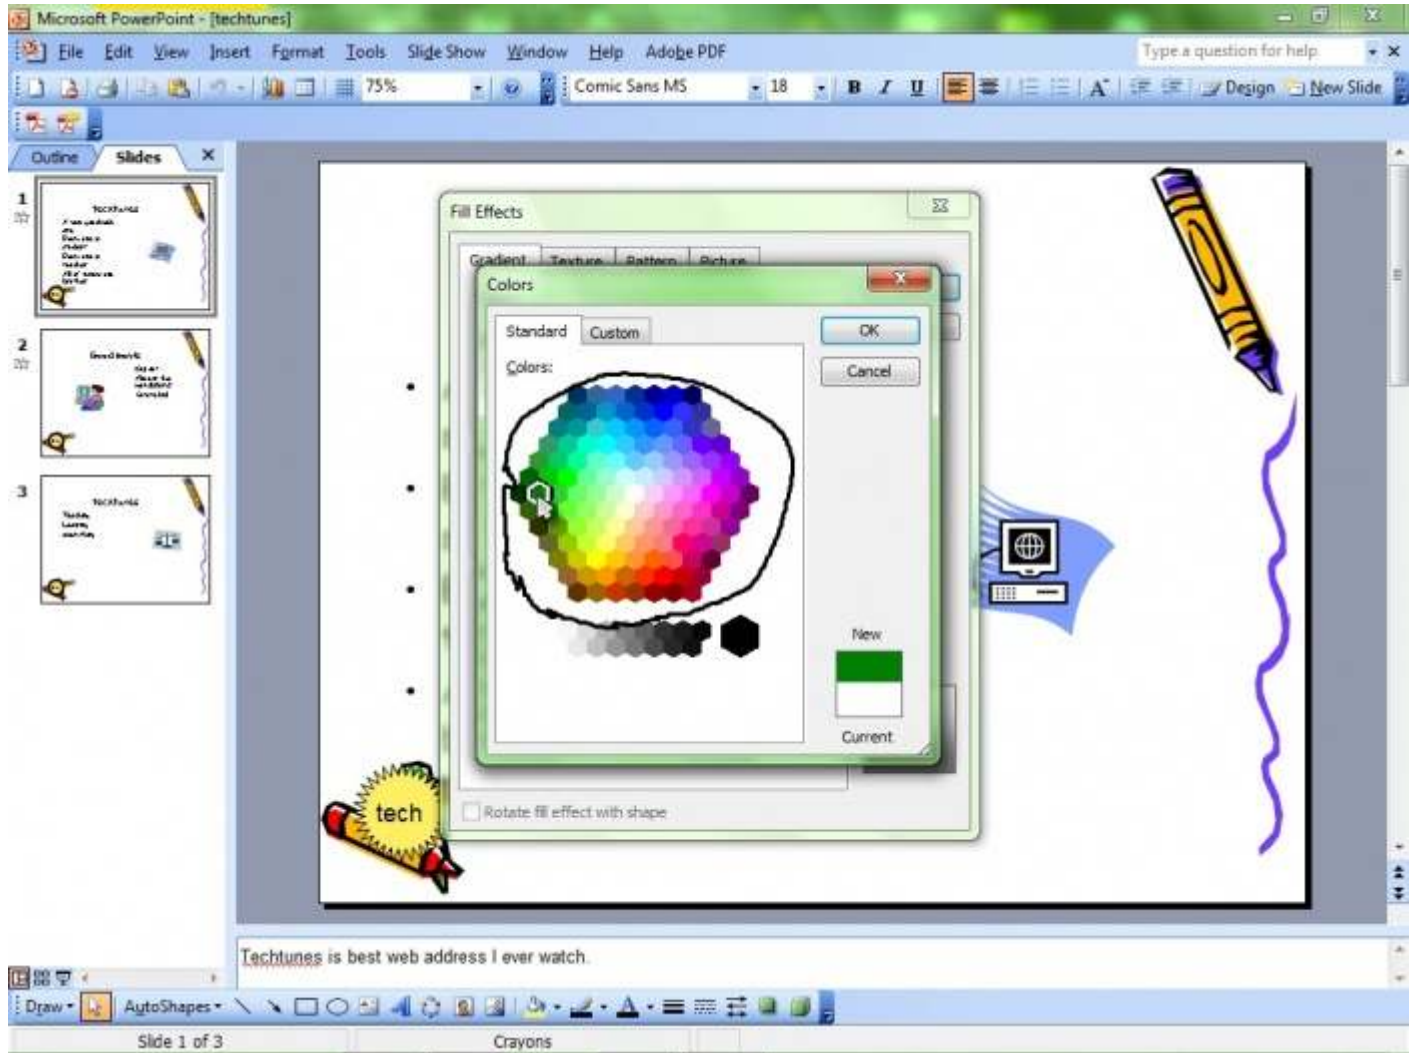 Microsoft PowerPoint - [techtunes]
File Edit View Insert Format Tools Slide Show Window Help Adobe PDF
Type a question for help
75% Comic Sans MS 18 B I U A Design New Slide
Outline Slides
1
2
3
Fill Effects
Gradient Texture Pattern Picture
Colors
Standard Custom
Colors:
OK
Cancel
New
Current
Rotate fill effect with shape
tech
Techtunes is best web address I ever watch.
Draw AutoShapes A
Slide 1 of 3 Crayons